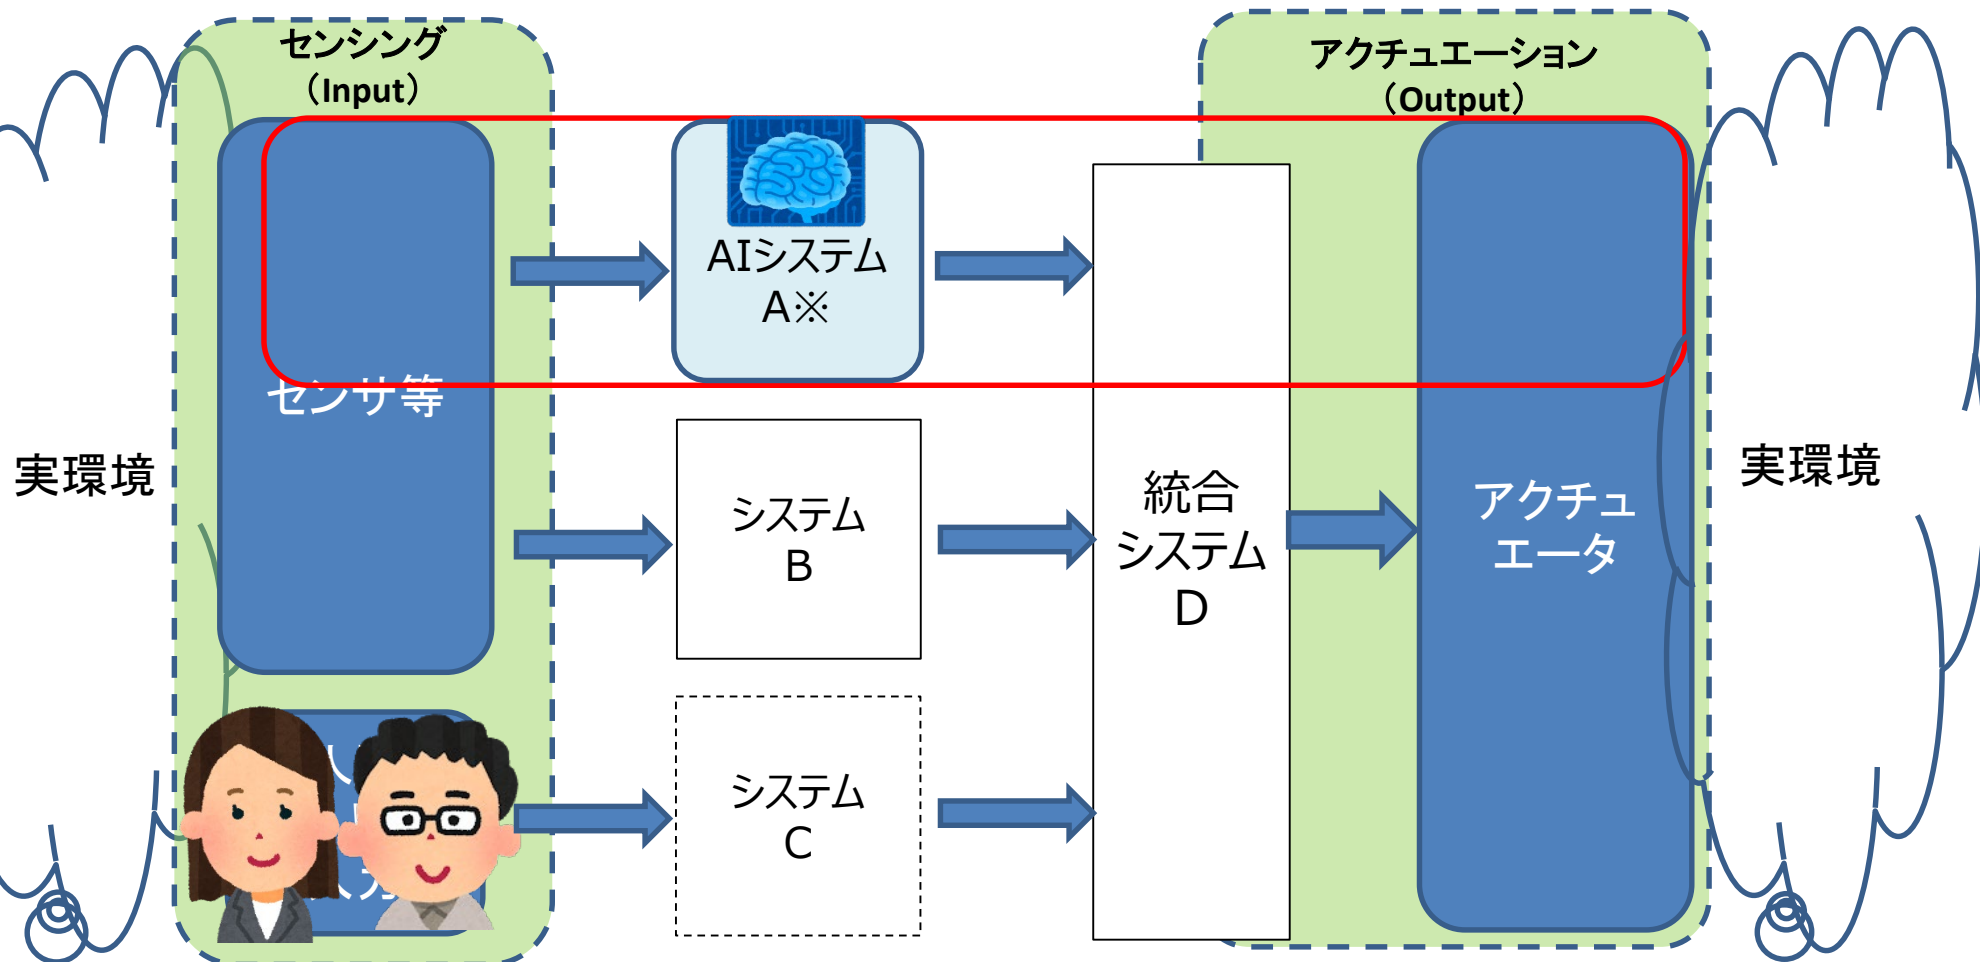 センシング
（Input）
アクチュエーション
（Output）
AIシステム
A※
センサ等
実環境
システム
B
統合
システム
D
アクチュ
エータ
実環境
システム
C